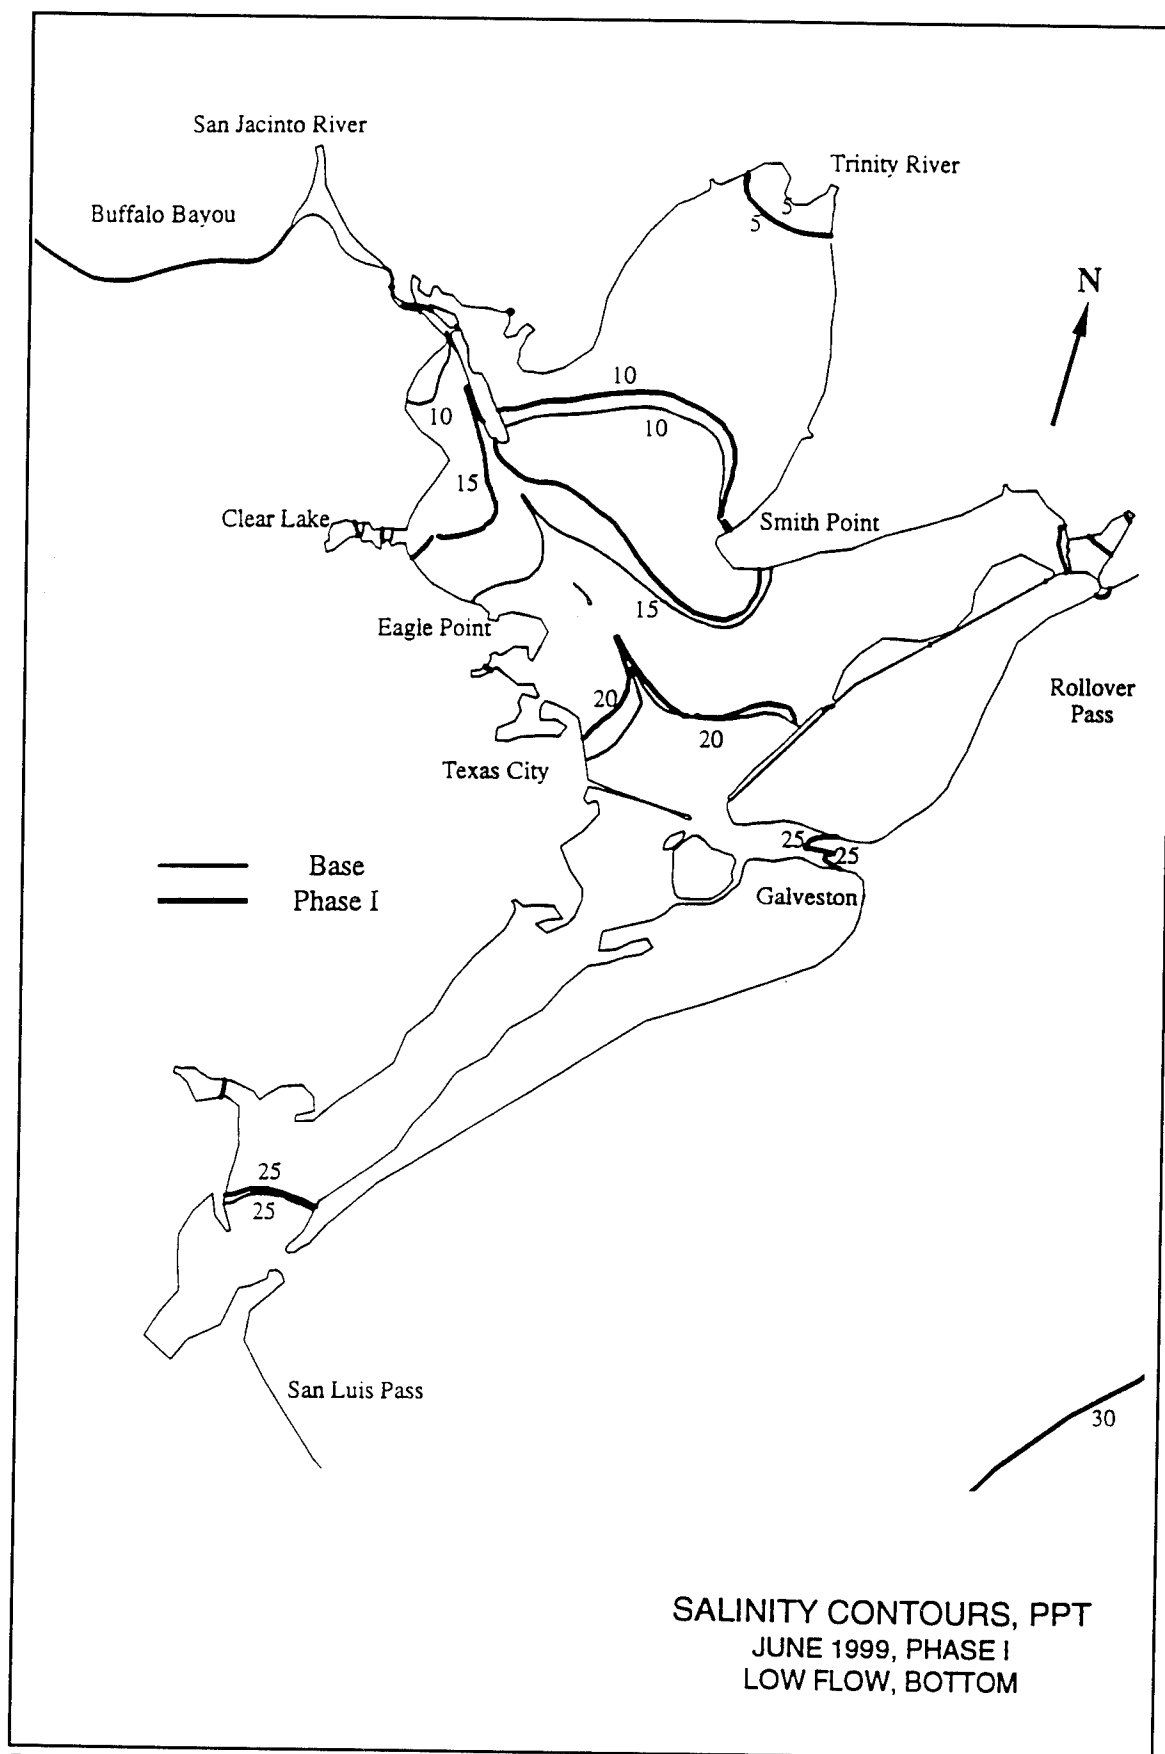 San Jacinto River
Trinity River
Buffalo Bayou
5
5
N
10
10
10
15
Clear Lake
Smith Point
15
Eagle Point
20
Rollover
Pass
20
Texas City
25
25
Base
Phase I
Galveston
25
25
San Luis Pass
30
SALINITY CONTOURS, PPT
JUNE 1999, PHASE I
LOW FLOW, BOTTOM